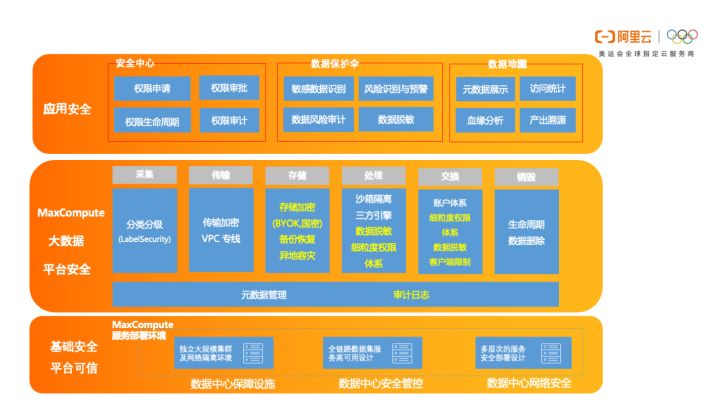 阿里云
奥运会全球指定云服务商
安全中心
数据保护伞
数据地图
应用安全
权限申请
权限审批
权限生命周期
权限审计
敏感数据识别
风险识别与预警
数据风险审计
数据脱敏
元数据展示
访问统计
血缘分析
产出溯源
MaxCompute
大数据
平台安全
采集
传输
存储
处理
交换
销毁
分类分级
(LabelSecurity)
传输加密
VPC 专线
存储加密
(BYOK,国密)
备份恢复
异地容灾
沙箱隔离
三方引擎
数据脱敏
细粒度权限
体系
账户体系
细粒度权限
体系
数据脱敏
客户端限制
生命周期
数据删除
元数据管理
审计日志
基础安全
平台可信
MaxCompute
服务部署环境
独立大规模集群
及网络隔离环境
全链路数据集服
务高可用设计
多层次的服务
安全部署设计
数据中心保障设施
数据中心安全管控
数据中心网络安全